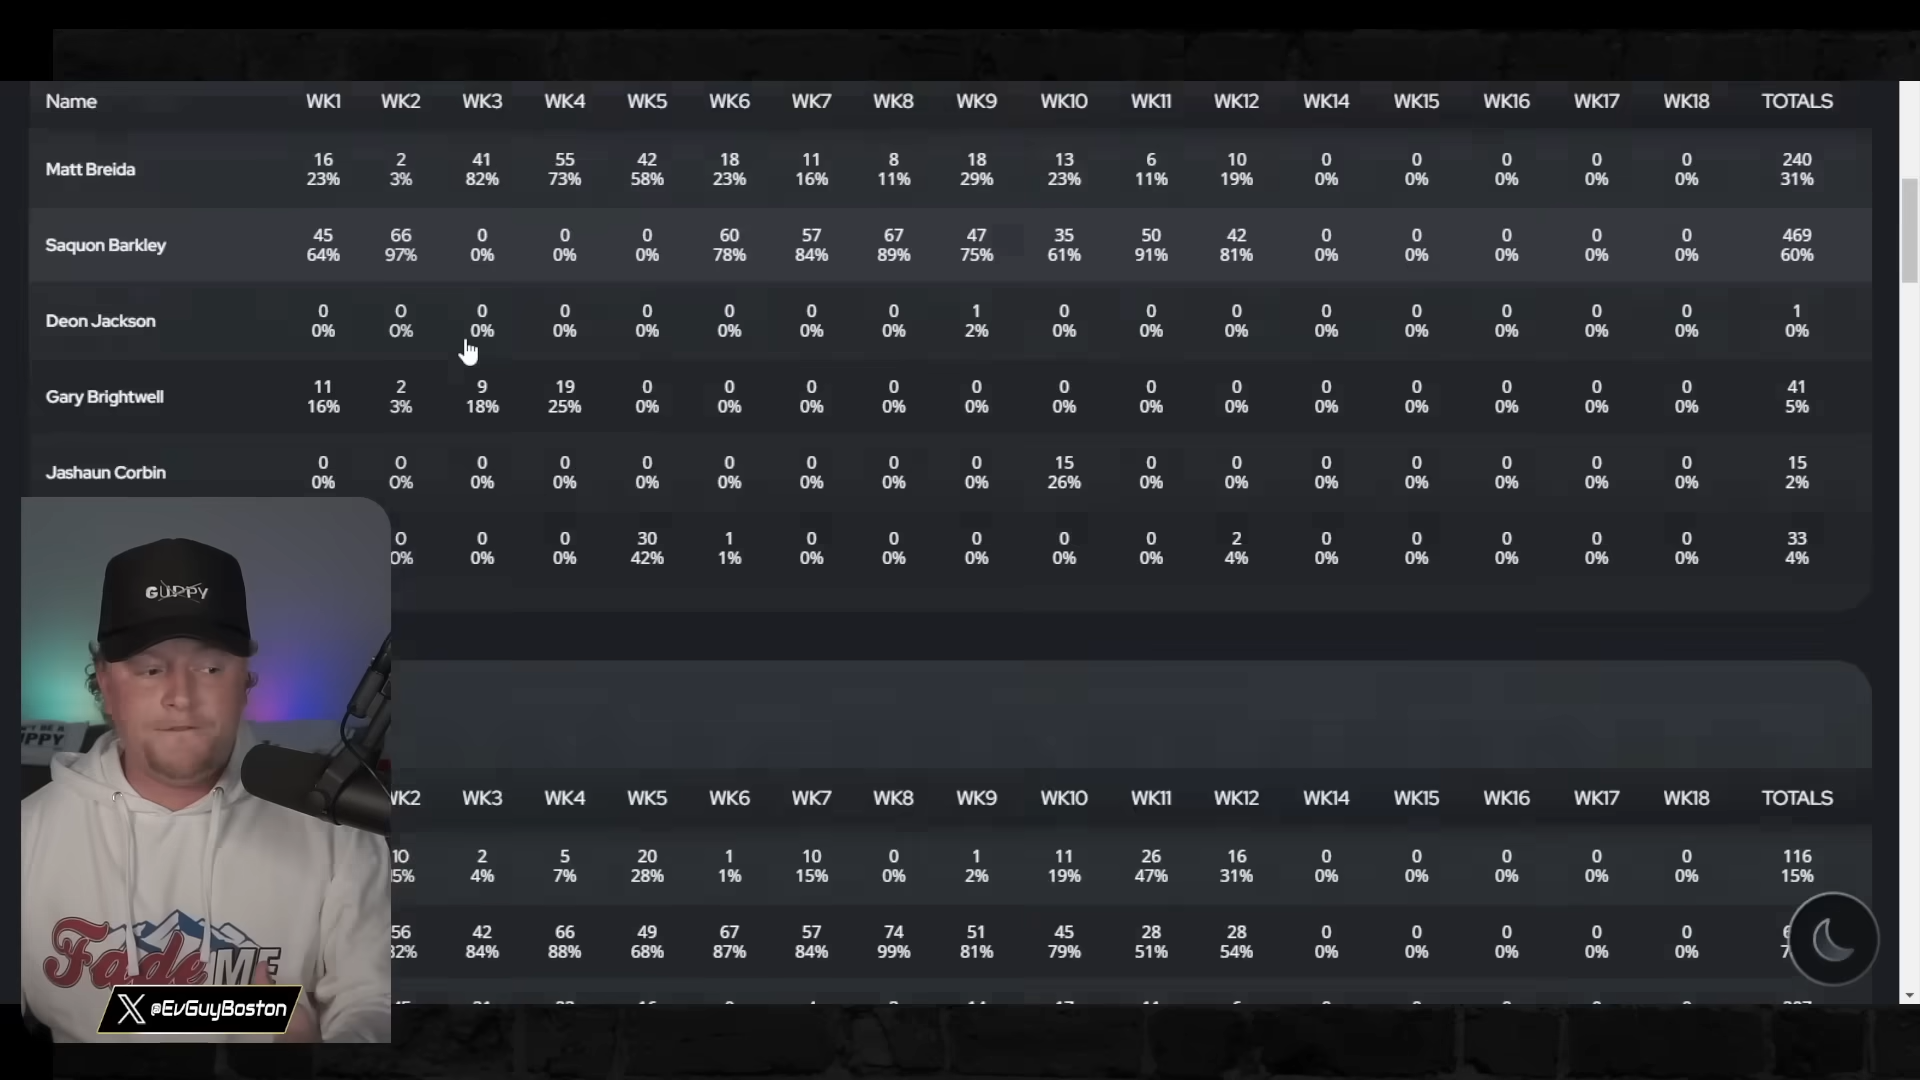 Name WK1 WK2 WK3 WK4 WK5 WK6 WK7 WK8 WK9 WK10 WK11 WK12 WK14 WK15 WK16 WK17 WK18 TOTALS
16 2 41 55 42 18 11 8 18 13 6 10 0 0 0 0 0 240
Matt Breida
23% 3% 82% 73% 58% 23% 16% 11% 29% 23% 11% 19% 0% 0% 0% 0% 0% 31%
45 66 0 0 0 60 57 67 47 35 50 42 0 0 0 0 0 469
Saquon Barkley
64% 97% 0% 0% 0% 78% 84% 89% 75% 61% 91% 81% 0% 0% 0% 0% 0% 60%
0 0 0 0 0 0 0 0 1 0 0 0 0 0 0 0 0 1
Deon Jackson
0% 0% 0% 0% 0% 0% 0% 0% 2% 0% 0% 0% 0% 0% 0% 0% 0% 0%
11 2 9 19 0 0 0 0 0 0 0 0 0 0 0 0 0 41
Gary Brightwell
16% 3% 18% 25% 0% 0% 0% 0% 0% 0% 0% 0% 0% 0% 0% 0% 0% 5%
0 0 0 0 0 0 0 0 0 15 0 0 0 0 0 0 0 15
Jashaun Corbin
0% 0% 0% 0% 0% 0% 0% 0% 0% 26% 0% 0% 0% 0% 0% 0% 0% 2%
0 0 0 30 1 0 0 0 0 0 2 0 0 0 0 0 33
0% 0% 0% 42% 1% 0% 0% 0% 0% 0% 4% 0% 0% 0% 0% 0% 4%
GUPPY
WK2 WK3 WK4 WK5 WK6 WK7 WK8 WK9 WK10 WK11 WK12 WK14 WK15 WK16 WK17 WK18 TOTALS
10 2 5 20 1 10 0 1 11 26 16 0 0 0 0 0 116
4% 7% 28% 1% 15% 0% 2% 19% 47% 31% 0% 0% 0% 0% 0% 15%
56 42 66 49 67 57 74 51 45 28 28 0 0 0 0 0
84% 88% 68% 87% 84% 99% 81% 79% 51% 54% 0% 0% 0% 0% 0%
Fade ME
X @EvGuyBoston